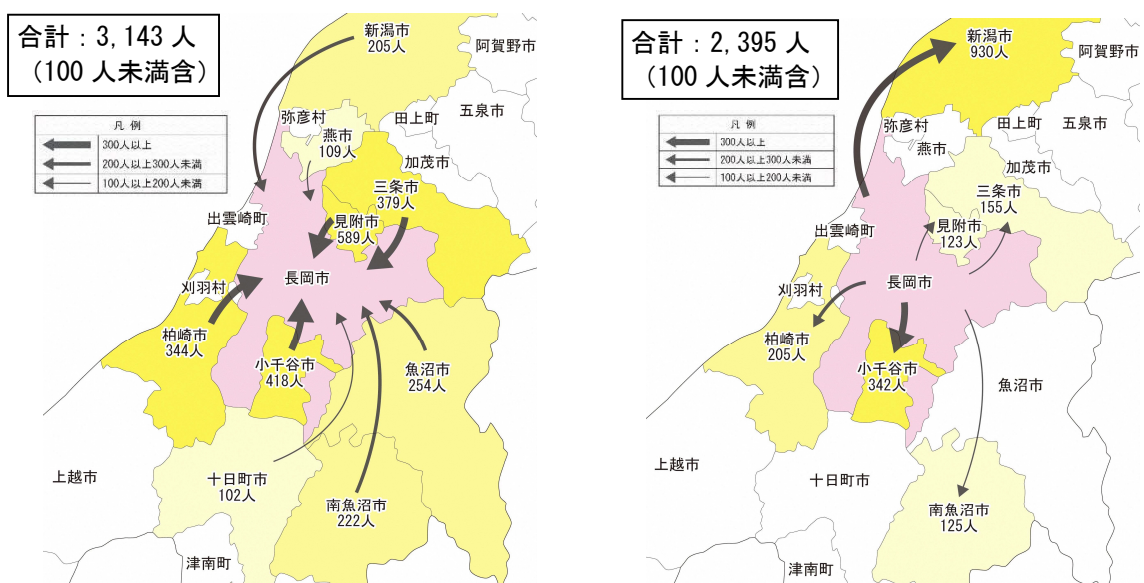 合計：3,143 人
（100 人未満含）
凡 例
300人以上
200人以上300人未満
100人以上200人未満
新潟市
205人
阿賀野市
五泉市
弥彦村
田上町
燕市
109人
加茂市
三条市
379人
出雲崎町
見附市
589人
長岡市
刈羽村
柏崎市
344人
小千谷市
418人
魚沼市
254人
上越市
十日町市
102人
南魚沼市
222人
津南町
合計：2,395 人
（100 人未満含）
凡 例
300人以上
200人以上300人未満
100人以上200人未満
新潟市
930人
阿賀野市
五泉市
弥彦村
田上町
燕市
加茂市
三条市
155人
出雲崎町
見附市
123人
長岡市
刈羽村
柏崎市
205人
小千谷市
342人
魚沼市
上越市
十日町市
南魚沼市
125人
津南町